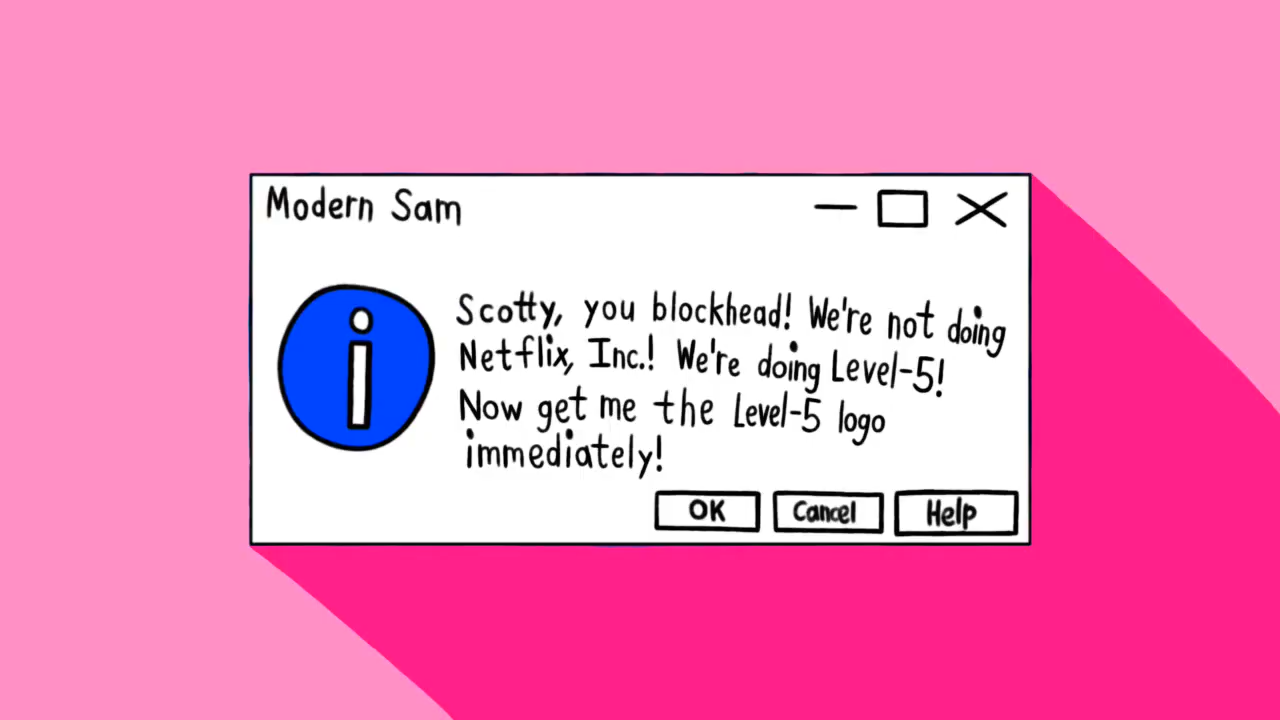 Modern Sam
Scotty, you blockhead! We're not doing
Netflix, Inc.! We're doing Level-5!
Now get me the Level-5 logo
immediately!
OK Cancel Help